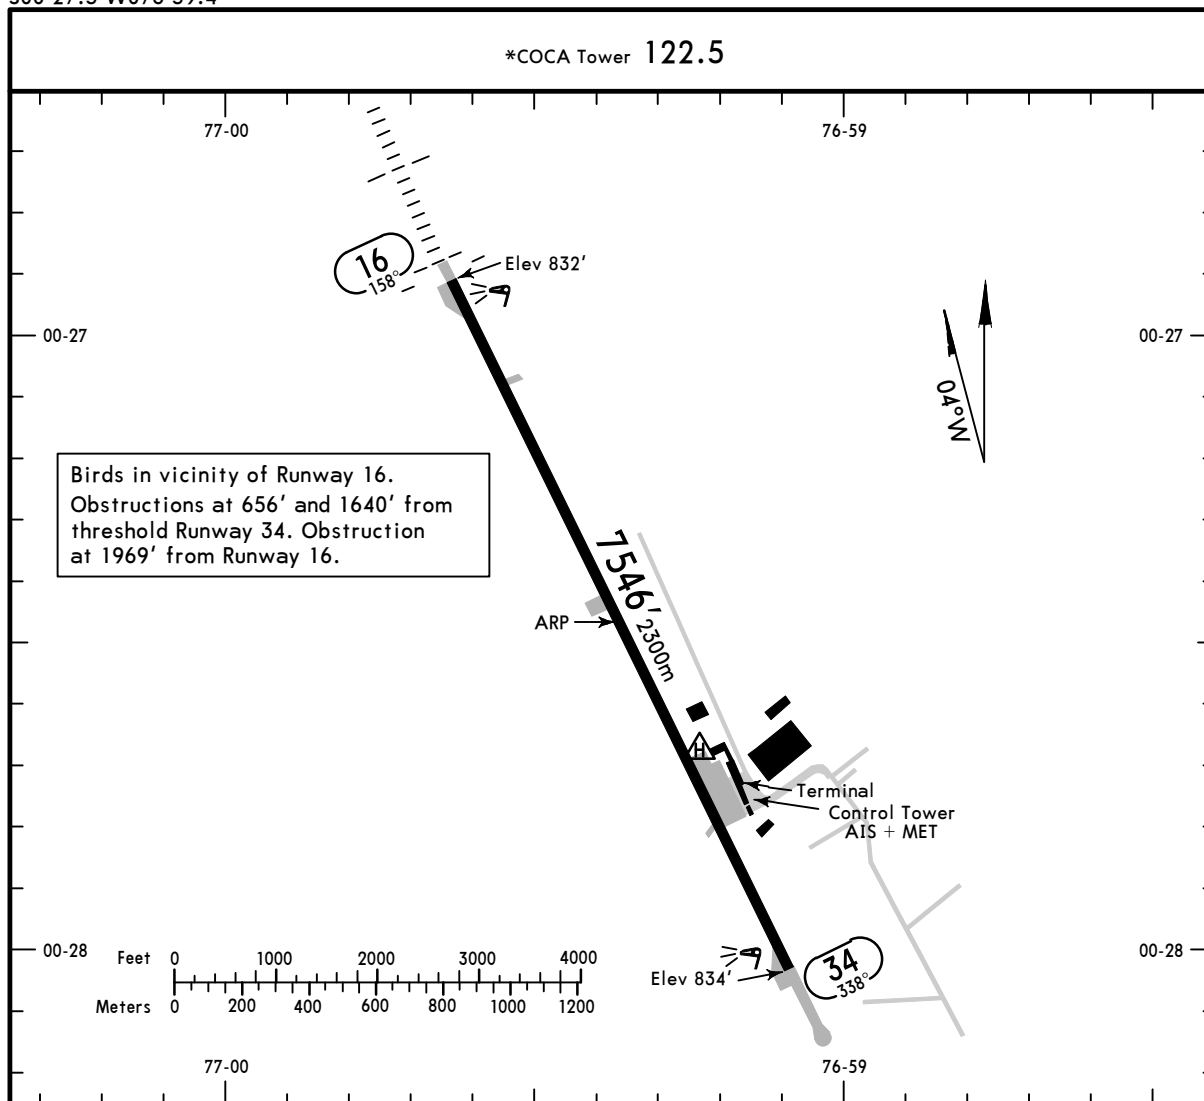 *COCA Tower 122.5
77-00 76-59
16
158°
Elev 832'
00-27 00-27
04°W
Birds in vicinity of Runway 16.
Obstructions at 656' and 1640' from
threshold Runway 34. Obstruction
at 1969' from Runway 16.
7546'
2300m
ARP
H
Terminal
Control Tower
AIS + MET
00-28 00-28
Feet 0 1000 2000 3000 4000
Meters 0 200 400 600 800 1000 1200
34
338°
Elev 834'
77-00 76-59